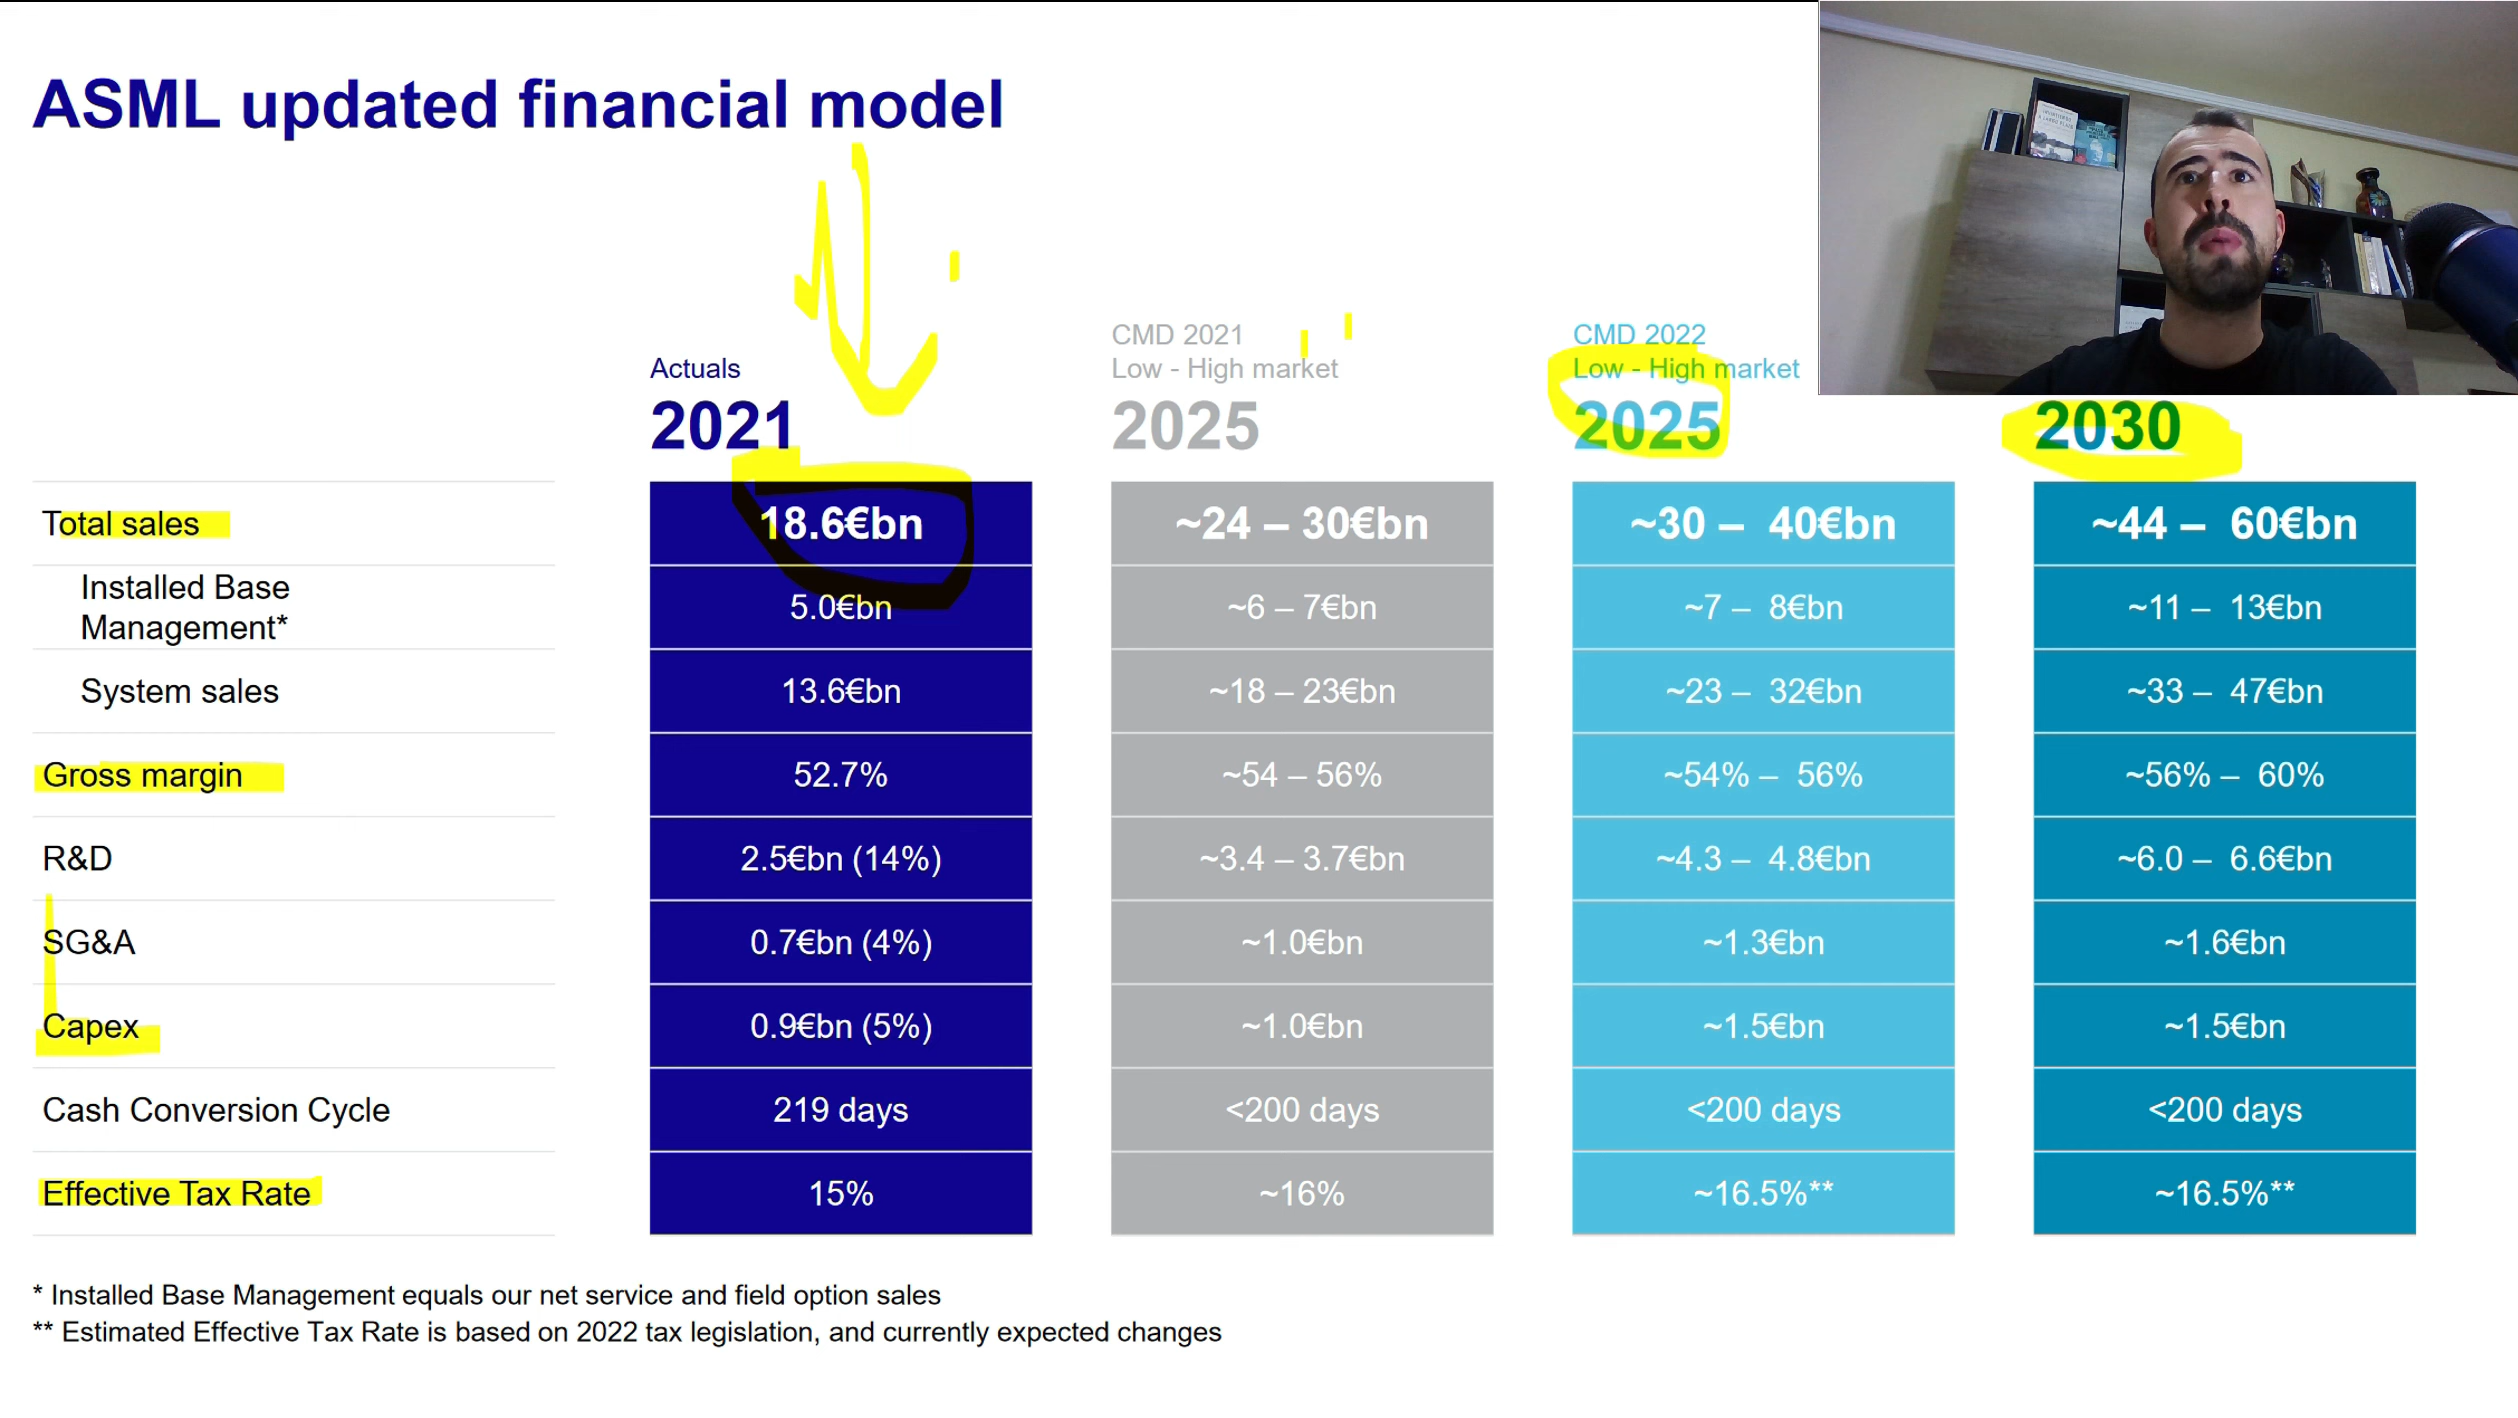 ASML updated financial model
Actuals
2021
CMD 2021
Low - High market
2025
CMD 2022
Low - High market
2025
2030
Total sales 18.6€bn ~24 – 30€bn ~30 – 40€bn ~44 – 60€bn
Installed Base
Management* 5.0€bn ~6 – 7€bn ~7 – 8€bn ~11 – 13€bn
System sales 13.6€bn ~18 – 23€bn ~23 – 32€bn ~33 – 47€bn
Gross margin 52.7% ~54 – 56% ~54% – 56% ~56% – 60%
R&D 2.5€bn (14%) ~3.4 – 3.7€bn ~4.3 – 4.8€bn ~6.0 – 6.6€bn
SG&A 0.7€bn (4%) ~1.0€bn ~1.3€bn ~1.6€bn
Capex 0.9€bn (5%) ~1.0€bn ~1.5€bn ~1.5€bn
Cash Conversion Cycle 219 days <200 days <200 days <200 days
Effective Tax Rate 15% ~16% ~16.5%** ~16.5%**
* Installed Base Management equals our net service and field option sales
** Estimated Effective Tax Rate is based on 2022 tax legislation, and currently expected changes